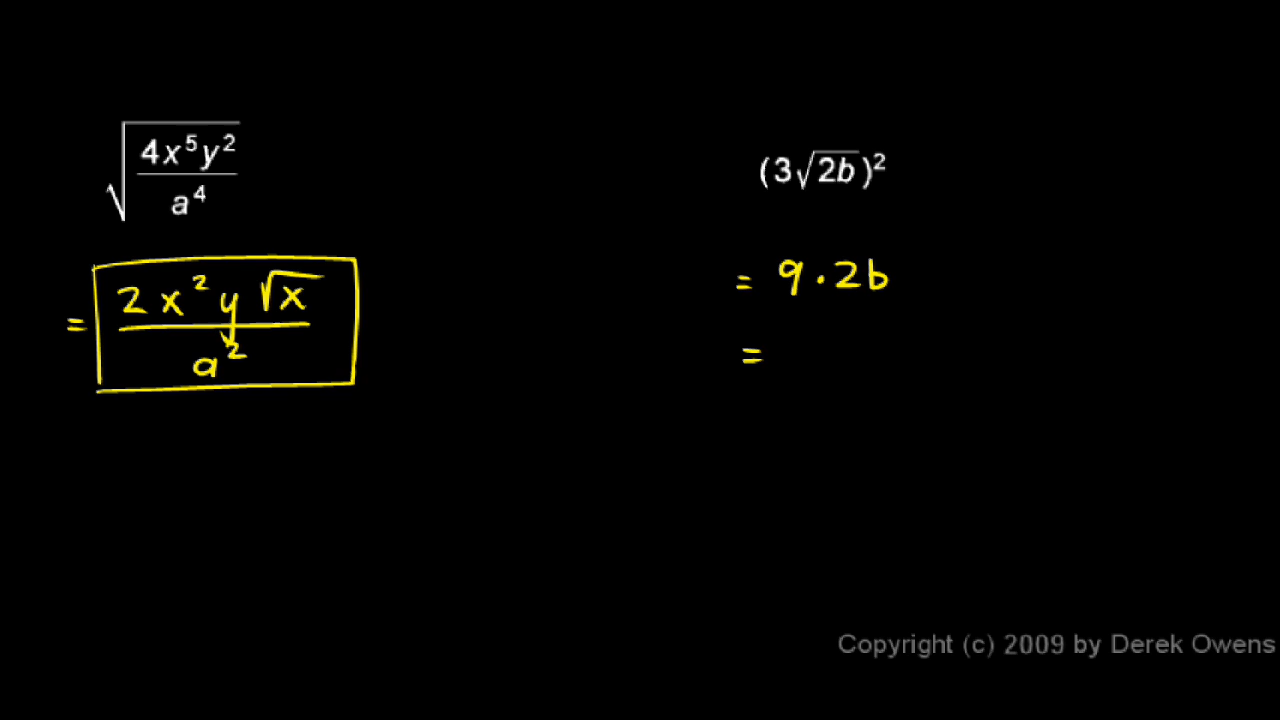 √(4x⁵y²/a⁴)
= 2x²y√x / a²
(3√2b)²
= 9·2b
=
Copyright (c) 2009 by Derek Owens